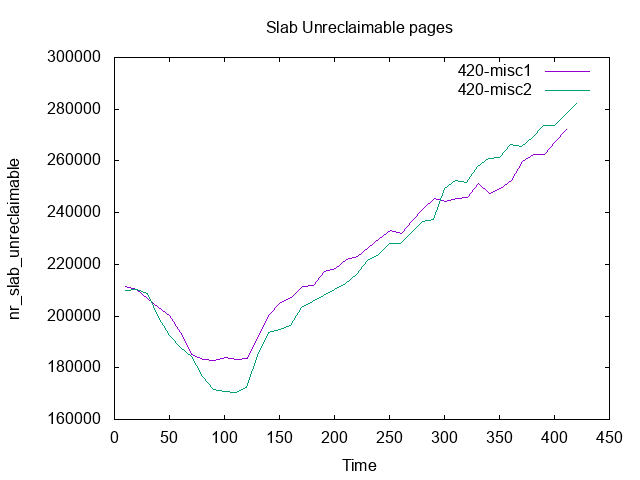 Slab Unreclaimable pages
300000
280000
260000
240000
220000
200000
180000
160000
nr_slab_unreclaimable
420-misc1
420-misc2
0 50 100 150 200 250 300 350 400 450
Time